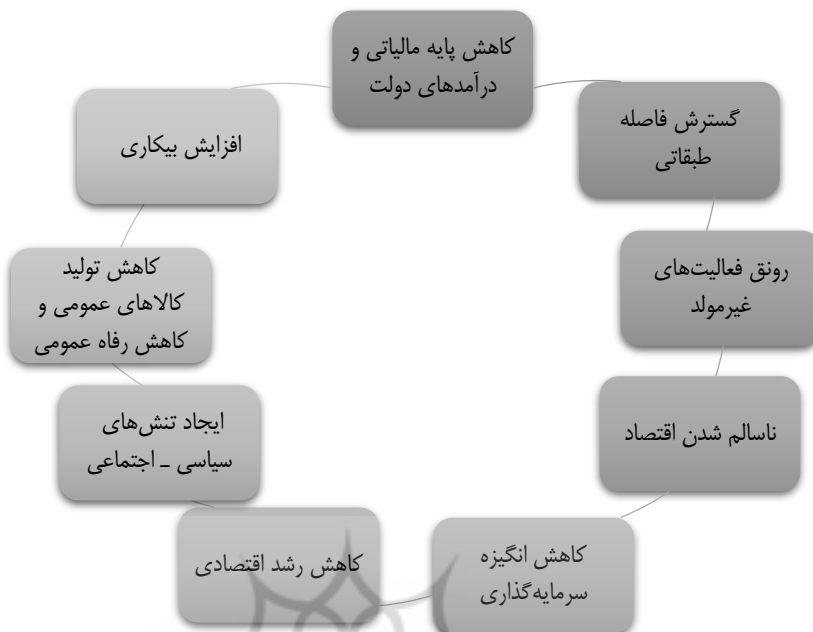 کاهش پایه مالیاتی و
درآمدهای دولت
گسترش فاصله
طبقاتی
رونق فعالیت‌های
غیرمولد
ناسالم شدن اقتصاد
کاهش انگیزه
سرمایه‌گذاری
کاهش رشد اقتصادی
ایجاد تنش‌های
سیاسی ـ اجتماعی
کاهش تولید
کالاهای عمومی و
کاهش رفاه عمومی
افزایش بیکاری